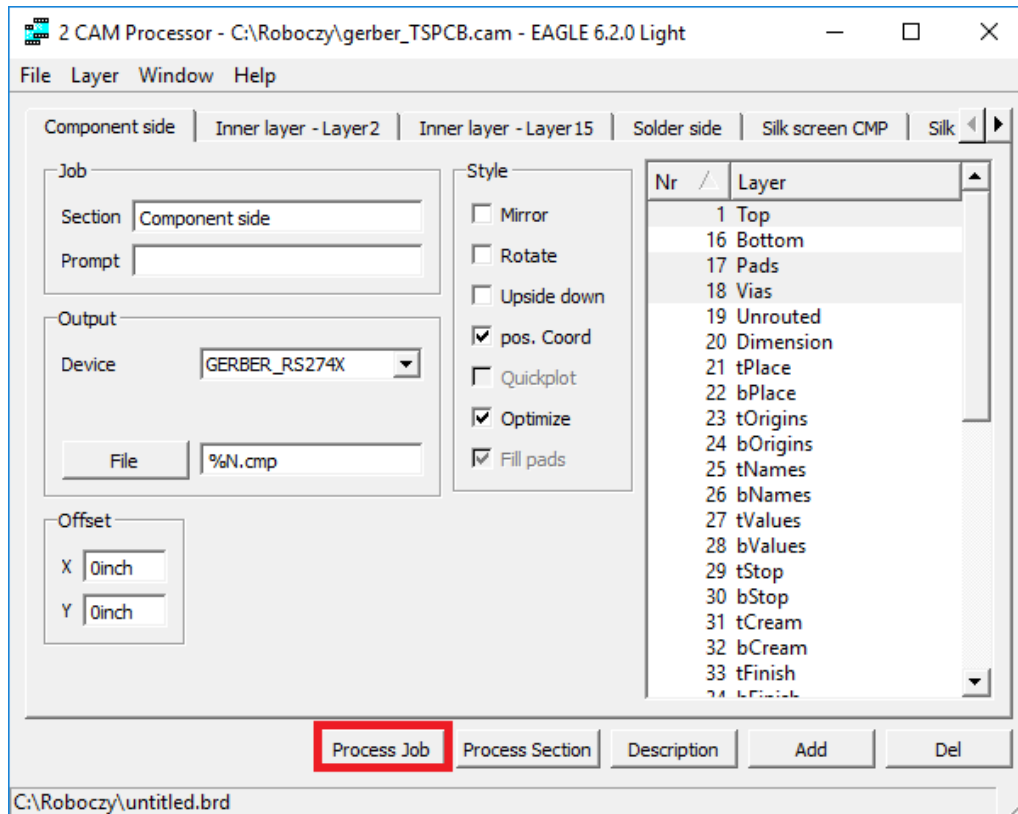 2 CAM Processor - C:\Roboczy\gerber_TSPCB.cam - EAGLE 6.2.0 Light
File Layer Window Help
Component side Inner layer - Layer2 Inner layer - Layer15 Solder side Silk screen CMP Silk
Job
Section Component side
Prompt
Output
Device GERBER_RS274X
File %N.cmp
Offset
X 0inch
Y 0inch
Style
Mirror
Rotate
Upside down
pos. Coord
Quickplot
Optimize
Fill pads
Nr Layer
1 Top
16 Bottom
17 Pads
18 Vias
19 Unrouted
20 Dimension
21 tPlace
22 bPlace
23 tOrigins
24 bOrigins
25 tNames
26 bNames
27 tValues
28 bValues
29 tStop
30 bStop
31 tCream
32 bCream
33 tFinish
34 bFinish
Process Job Process Section Description Add Del
C:\Roboczy\untitled.brd